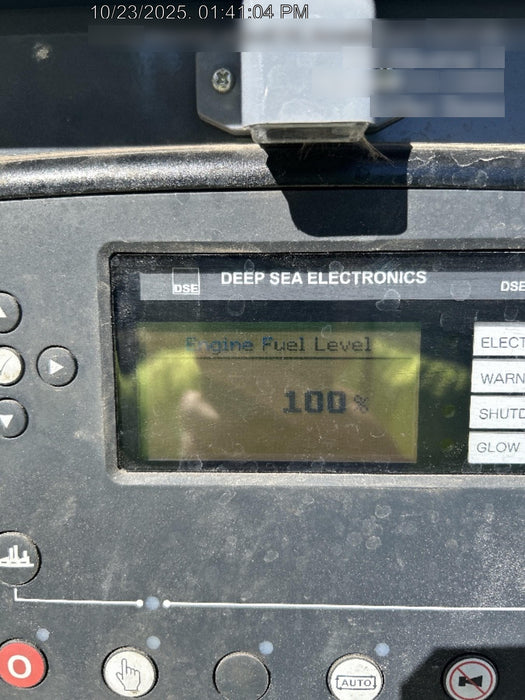 10/23/2025. 01:41:04 PM
DSE
DEEP SEA ELECTRONICS
DSE
Engine Fuel Level
100 %
ELECT
WARN
SHUTD
GLOW
O
AUTO